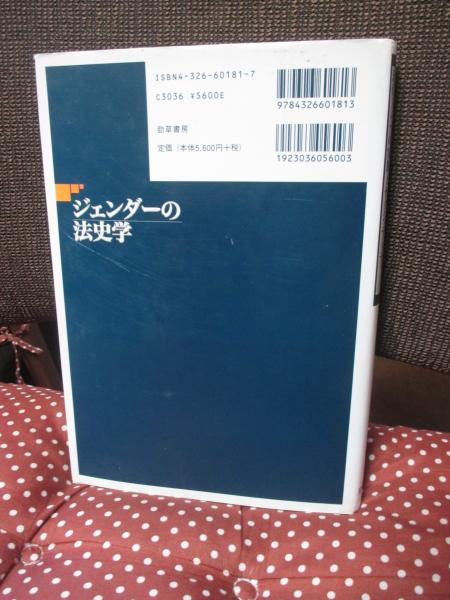 ISBN4-326-60181-7
C3036 ¥5600E
9784326601813
勁草書房
定価(本体5,600円+税)
1923036056003
ジェンダーの
法史学